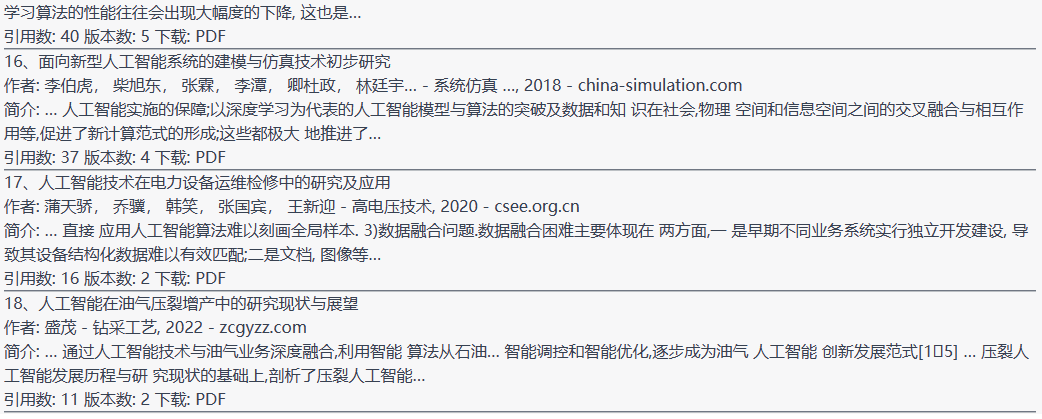 学习算法的性能往往会出现大幅度的下降, 这也是…
引用数: 40 版本数: 5 下载: PDF
16、面向新型人工智能系统的建模与仿真技术初步研究
作者: 李伯虎， 柴旭东， 张霖， 李潭， 卿杜政， 林廷宇… - 系统仿真 …, 2018 - china-simulation.com
简介: … 人工智能实施的保障;以深度学习为代表的人工智能模型与算法的突破及数据和知 识在社会,物理 空间和信息空间之间的交叉融合与相互作
用等,促进了新计算范式的形成;这些都极大 地推进了…
引用数: 37 版本数: 4 下载: PDF
17、人工智能技术在电力设备运维检修中的研究及应用
作者: 蒲天骄， 乔骥， 韩笑， 张国宾， 王新迎 - 高电压技术, 2020 - csee.org.cn
简介: … 直接 应用人工智能算法难以刻画全局样本. 3)数据融合问题.数据融合困难主要体现在 两方面,一 是早期不同业务系统实行独立开发建设, 导
致其设备结构化数据难以有效匹配;二是文档, 图像等…
引用数: 16 版本数: 2 下载: PDF
18、人工智能在油气压裂增产中的研究现状与展望
作者: 盛茂 - 钻采工艺, 2022 - zcgyzz.com
简介: … 通过人工智能技术与油气业务深度融合,利用智能 算法从石油… 智能调控和智能优化,逐步成为油气 人工智能 创新发展范式[1▯5] … 压裂人
工智能发展历程与研 究现状的基础上,剖析了压裂人工智能…
引用数: 11 版本数: 2 下载: PDF